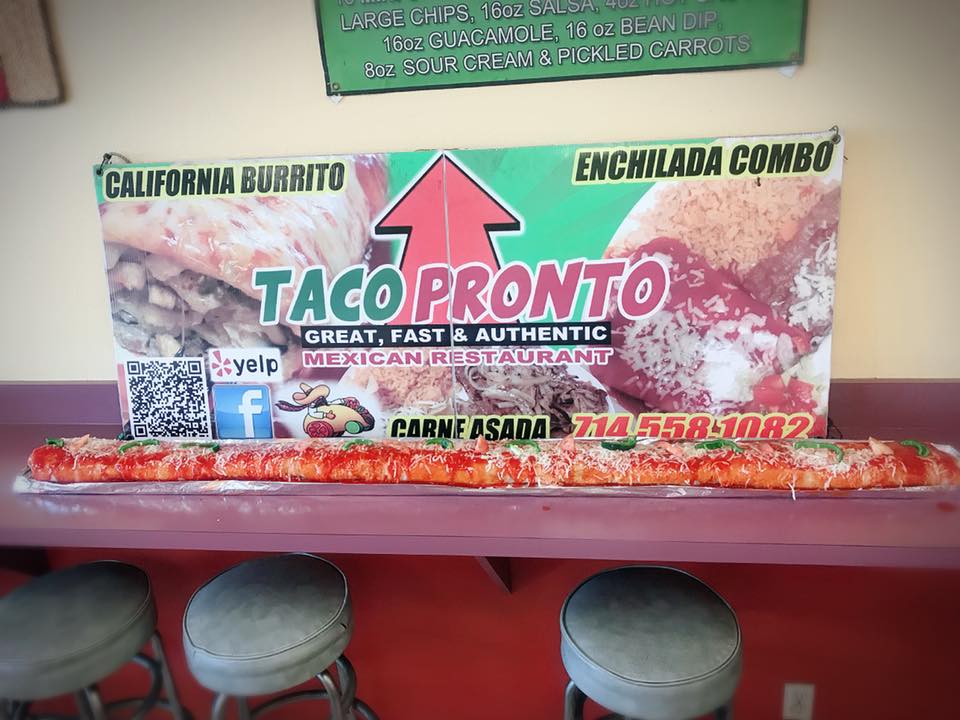 LARGE CHIPS, 16oz SALSA, 4oz HOT
16oz GUACAMOLE, 16 oz BEAN DIP,
8oz SOUR CREAM & PICKLED CARROTS
CALIFORNIA BURRITO
ENCHILADA COMBO
TACO PRONTO
GREAT, FAST & AUTHENTIC
MEXICAN RESTAURANT
yelp
f
CARNE ASADA
714.558.1082